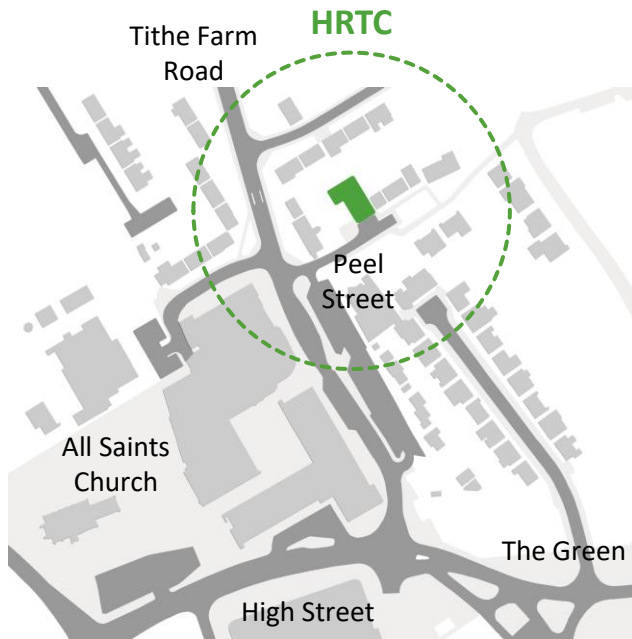 HRTC
Tithe Farm
Road
Peel
Street
All Saints
Church
The Green
High Street